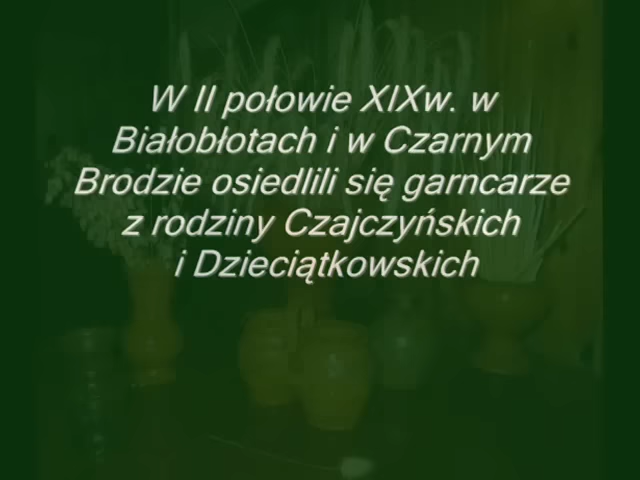 W II połowie XIXw. w
Białobłotach i w Czarnym
Brodzie osiedlili się garncarze
z rodziny Czajczyńskich
i Dzieciątkowskich